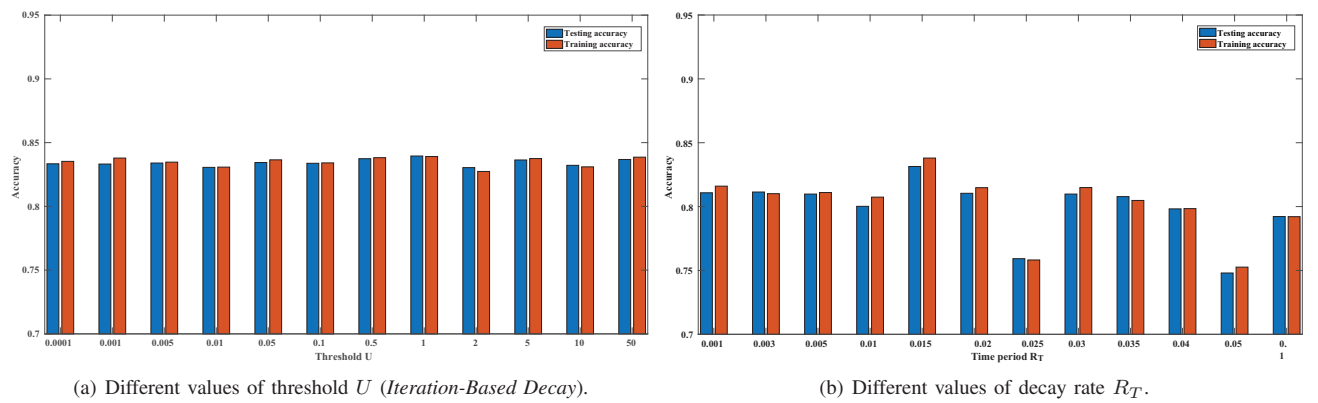 0.95
0.9
0.85
0.8
0.75
0.7
Accuracy
Testing accuracy
Training accuracy
0.0001 0.001 0.005 0.01 0.05 0.1 0.5 1 2 5 10 50
Threshold U
(a) Different values of threshold U (Iteration-Based Decay).
0.95
0.9
0.85
0.8
0.75
0.7
Accuracy
Testing accuracy
Training accuracy
0.001 0.003 0.005 0.01 0.015 0.02 0.025 0.03 0.035 0.04 0.05 0.
1
Time period R_T
(b) Different values of decay rate R_T.